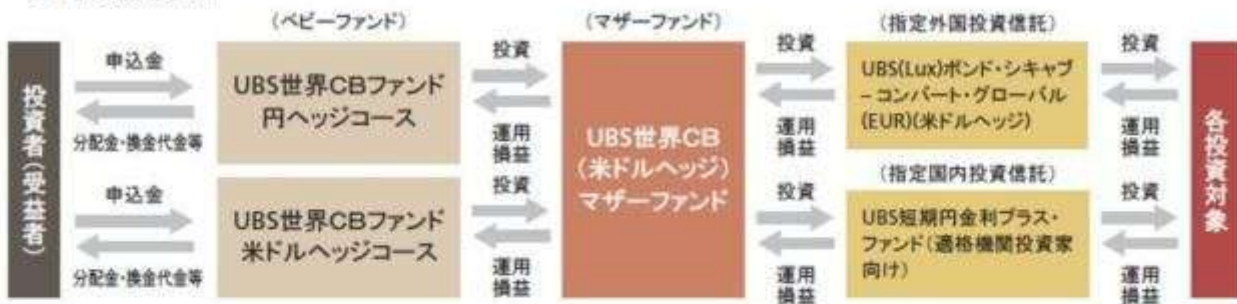 (ベビーファンド)
(マザーファンド)
(指定外国投資信託)
投資者(受益者)
申込金
分配金・換金代金等
UBS世界CBファンド
円ヘッジコース
投資
運用
損益
申込金
分配金・換金代金等
UBS世界CBファンド
米ドルヘッジコース
投資
運用
損益
UBS世界CB
(米ドルヘッジ)
マザーファンド
投資
運用
損益
UBS(Lux)ボンド・シキャブ
–コンバート・グローバル
(EUR)(米ドルヘッジ)
投資
運用
損益
(指定国内投資信託)
投資
運用
損益
UBS短期円金利プラス・
ファンド(適格機関投資家
向け)
投資
運用
損益
各投資対象